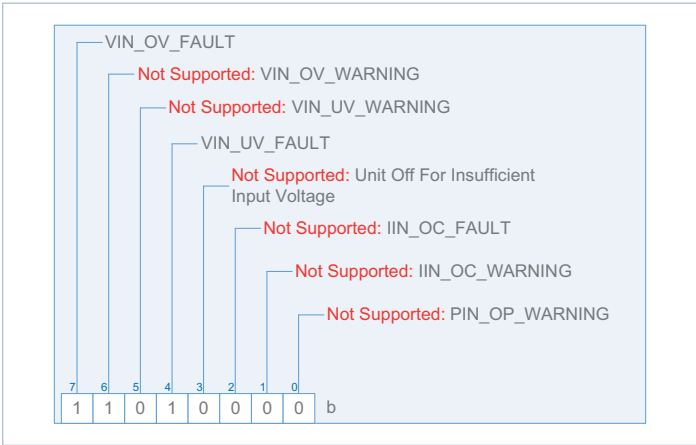 VIN_OV_FAULT
Not Supported: VIN_OV_WARNING
Not Supported: VIN_UV_WARNING
VIN_UV_FAULT
Not Supported: Unit Off For Insufficient
Input Voltage
Not Supported: IIN_OC_FAULT
Not Supported: IIN_OC_WARNING
Not Supported: PIN_OP_WARNING
7 6 5 4 3 2 1 0
1 1 0 1 0 0 0 0 b